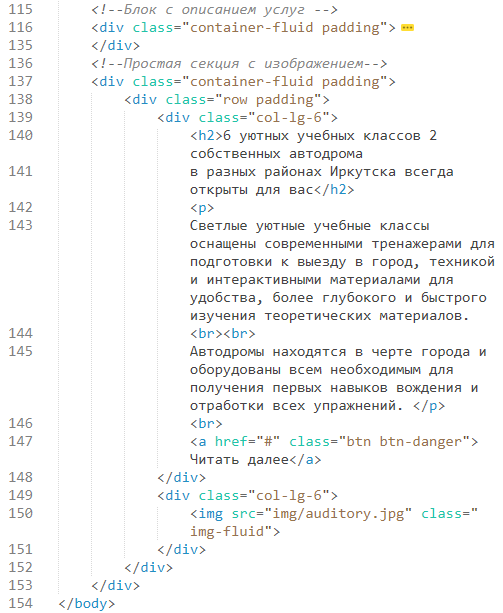 115 <!--Блок с описанием услуг -->
116 <div class="container-fluid padding">
135 </div>
136 <!--Простая секция с изображением-->
137 <div class="container-fluid padding">
138 <div class="row padding">
139 <div class="col-lg-6">
140 <h2>6 уютных учебных классов 2
собственных автодрома
141 в разных районах Иркутска всегда
открыты для вас</h2>
142 <p>
143 Светлые уютные учебные классы
оснащены современными тренажерами для
подготовки к выезду в город, техникой
и интерактивными материалами для
удобства, более глубокого и быстрого
изучения теоретических материалов.
144 <br><br>
145 Автодромы находятся в черте города и
оборудованы всем необходимым для
получения первых навыков вождения и
отработки всех упражнений. </p>
146 <br>
147 <a href="#" class="btn btn-danger">
Читать далее</a>
148 </div>
149 <div class="col-lg-6">
150 <img src="img/auditory.jpg" class="
img-fluid">
151 </div>
152 </div>
153 </div>
154 </body>